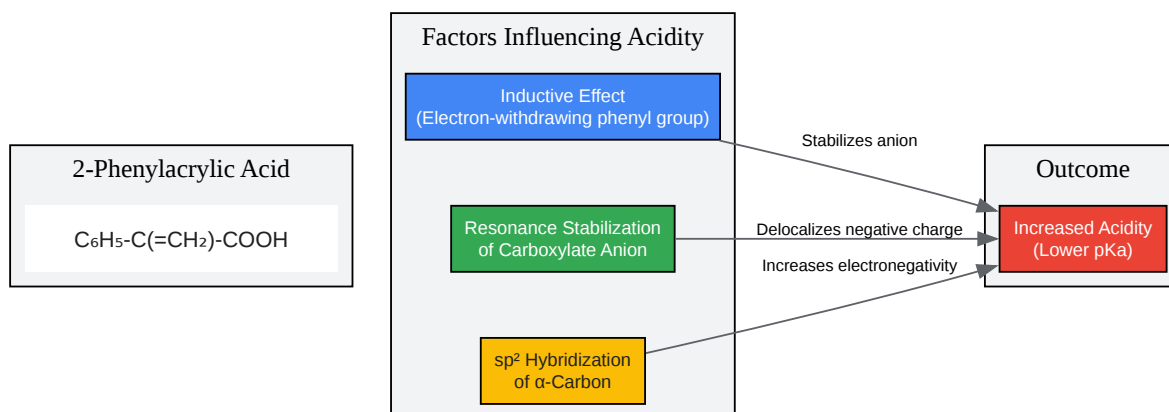 2-Phenylacrylic Acid
C₆H₅-C(=CH₂)-COOH
Factors Influencing Acidity
Inductive Effect
(Electron-withdrawing phenyl group)
Resonance Stabilization
of Carboxylate Anion
sp² Hybridization
of α-Carbon
Stabilizes anion
Delocalizes negative charge
Increases electronegativity
Outcome
Increased Acidity
(Lower pKa)